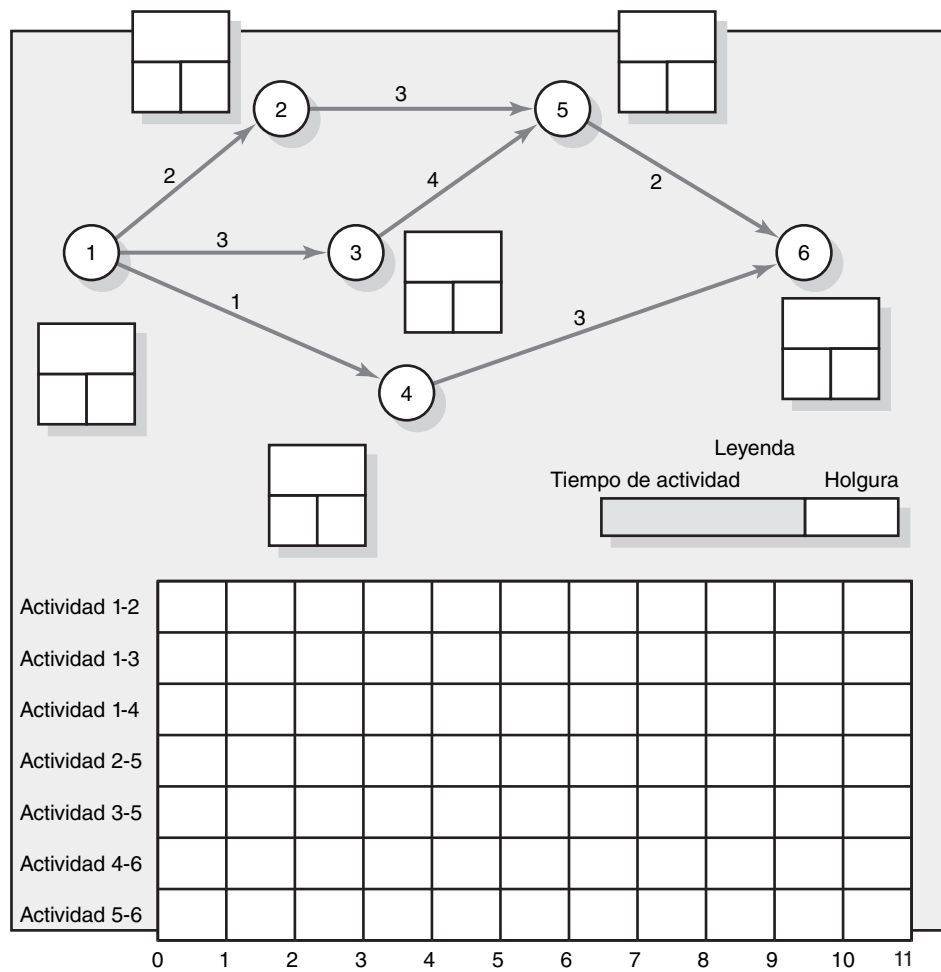 3
2
5
2
4
2
1
3
3
6
1
3
4
Leyenda
Tiempo de actividad Holgura
Actividad 1-2
Actividad 1-3
Actividad 1-4
Actividad 2-5
Actividad 3-5
Actividad 4-6
Actividad 5-6
0 1 2 3 4 5 6 7 8 9 10 11